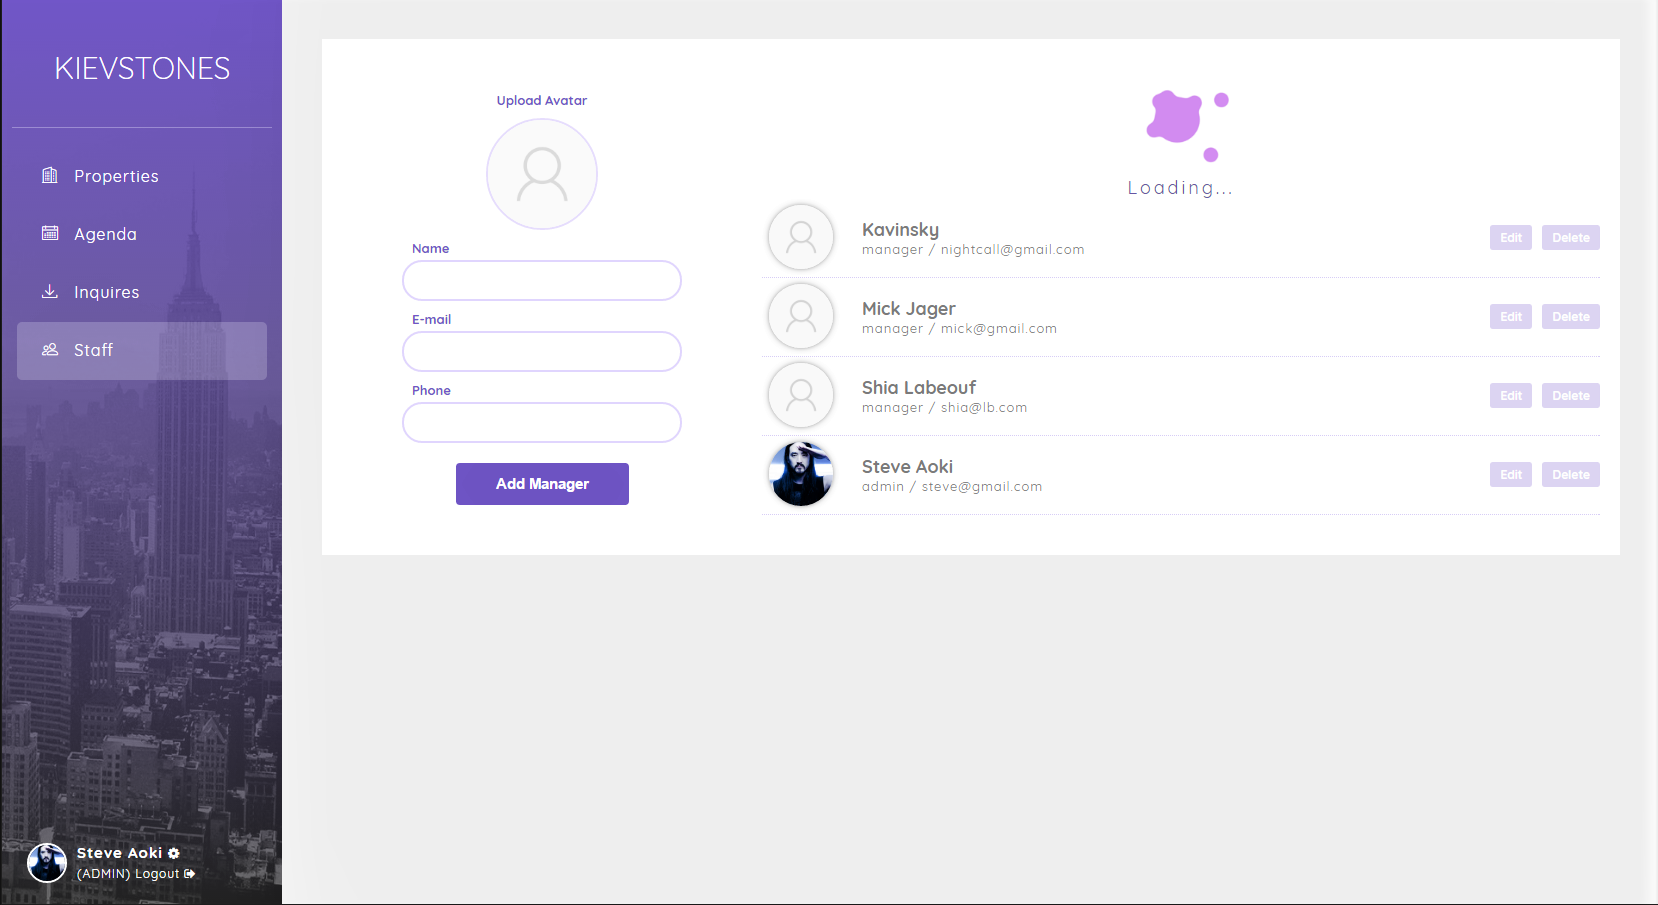 KIEVSTONES
Properties
Agenda
Inquires
Staff
Steve Aoki
(ADMIN) Logout
Upload Avatar
Name
E-mail
Phone
Add Manager
Loading...
Kavinsky
manager / nightcall@gmail.com
Edit Delete
Mick Jager
manager / mick@gmail.com
Edit Delete
Shia Labeouf
manager / shia@lb.com
Edit Delete
Steve Aoki
admin / steve@gmail.com
Edit Delete